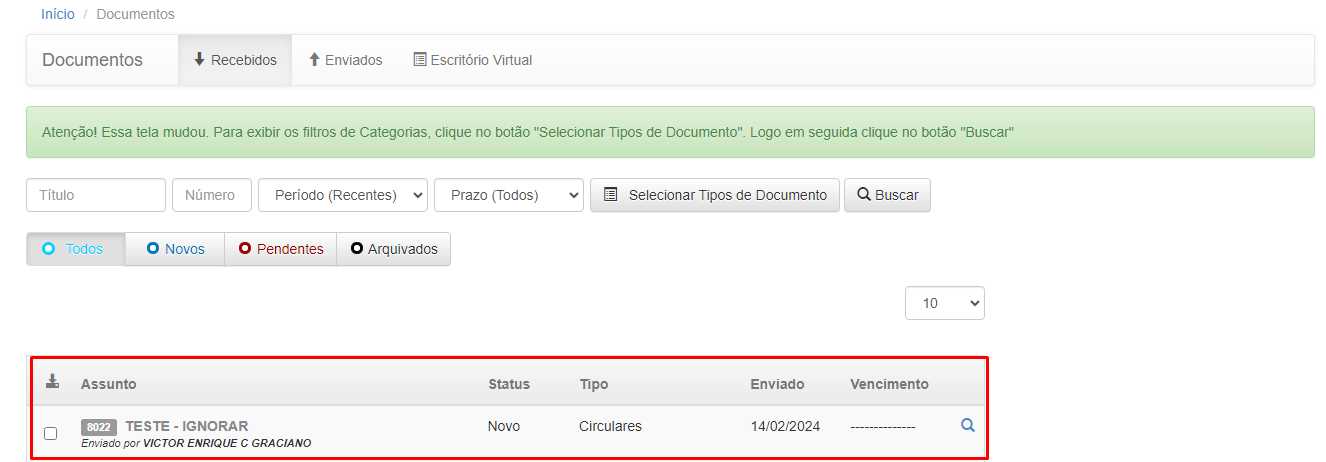 Início / Documentos
Documentos Recebidos Enviados Escritório Virtual
Atenção! Essa tela mudou. Para exibir os filtros de Categorias, clique no botão "Selecionar Tipos de Documento". Logo em seguida clique no botão "Buscar"
Título Número Período (Recentes) Prazo (Todos) Selecionar Tipos de Documento Buscar
Todos Novos Pendentes Arquivados
10
Assunto Status Tipo Enviado Vencimento
8022 TESTE - IGNORAR Novo Circulares 14/02/2024 --------------
Enviado por VICTOR ENRIQUE C GRACIANO